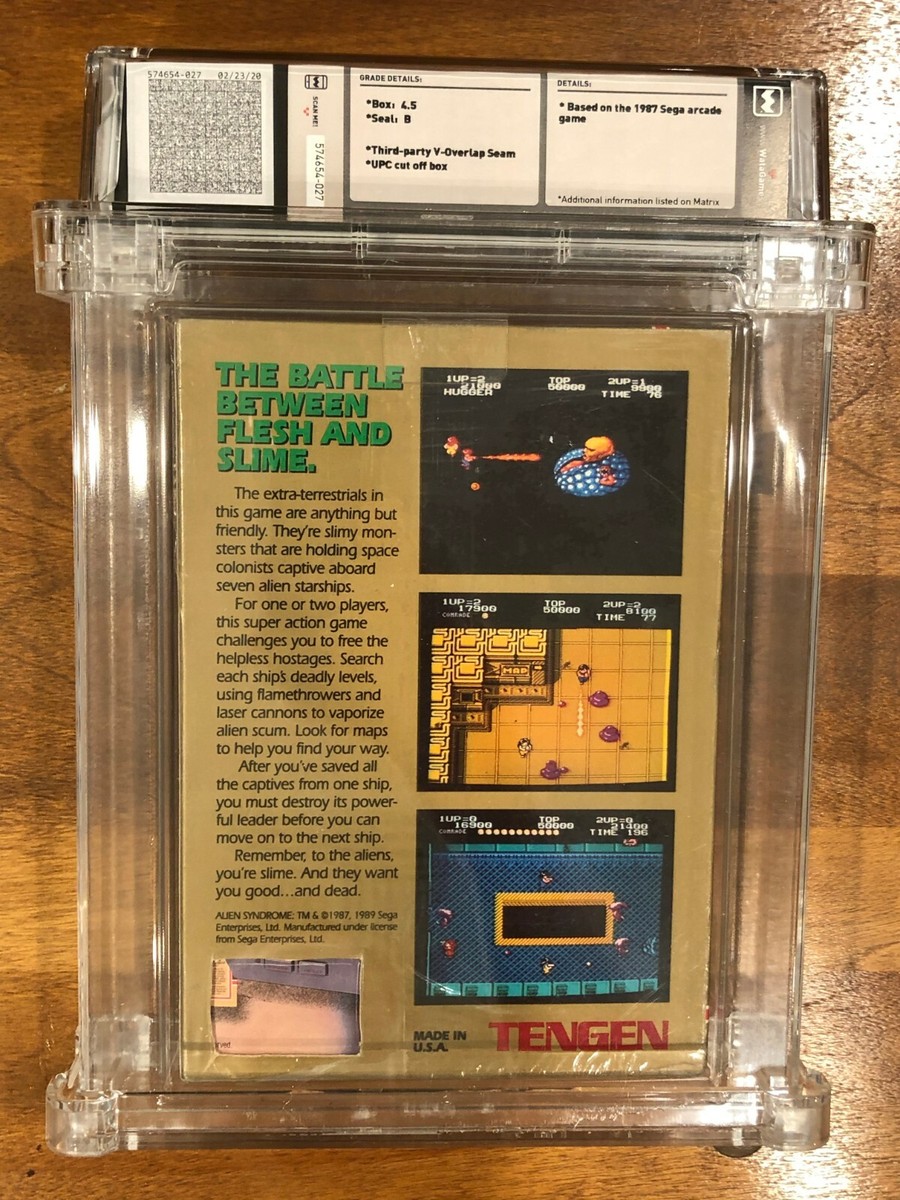 574654-027 02/23/20
SCAN ME!
574654-027
GRADE DETAILS:
*Box: 4.5
*Seal: B
*Third-party V-Overlap Seam
*UPC cut off box
DETAILS:
* Based on the 1987 Sega arcade
game
*Additional information listed on Matrix
THE BATTLE
BETWEEN
FLESH AND
SLIME.
The extra-terrestrials in
this game are anything but
friendly. They're slimy mon-
sters that are holding space
colonists captive aboard
seven alien starships.
For one or two players,
this super action game
challenges you to free the
helpless hostages. Search
each ship's deadly levels,
using flamethrowers and
laser cannons to vaporize
alien scum. Look for maps
to help you find your way.
After you've saved all
the captives from one ship,
you must destroy its power-
ful leader before you can
move on to the next ship.
Remember, to the aliens,
you're slime. And they want
you good...and dead.
ALIEN SYNDROME: TM & ©1987, 1989 Sega
Enterprises, Ltd. Manufactured under license
from Sega Enterprises, Ltd.
rved
1UP=2 TOP 2UP=1
50000 9900
HUGGER TIME 76
1UP=2 TOP 2UP=2
17900 50000 8100
COMRADE TIME 77
MAP
1UP=0 TOP 2UP=0
16900 50000 21400
COMRADE TIME 196
MADE IN
U.S.A.
TENGEN